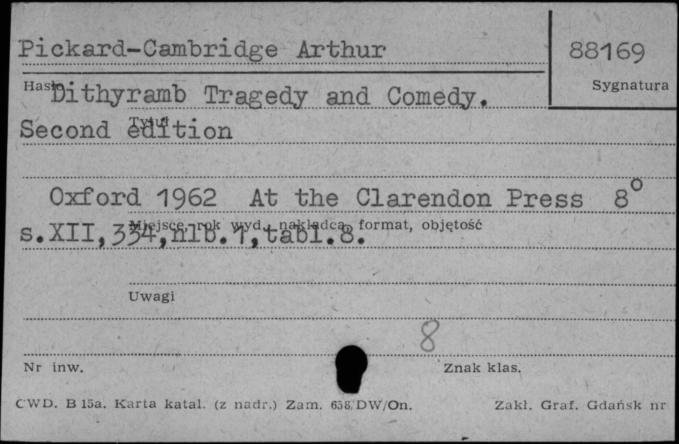 Pickard-Cambridge Arthur
88169
Hasło
Sygnatura
Dithyramb Tragedy and Comedy.
Tytuł
Second edition
Oxford 1962 At the Clarendon Press 8°
Miejsce, rok wyd., nakładca, format, objętość
s.XII,334,nlb.1,tabl.8.
Uwagi
8
Nr inw.
Znak klas.
CWD. B 15a. Karta katal. (z nadr.) Zam. 658/DW/On.
Zakł. Graf. Gdańsk nr